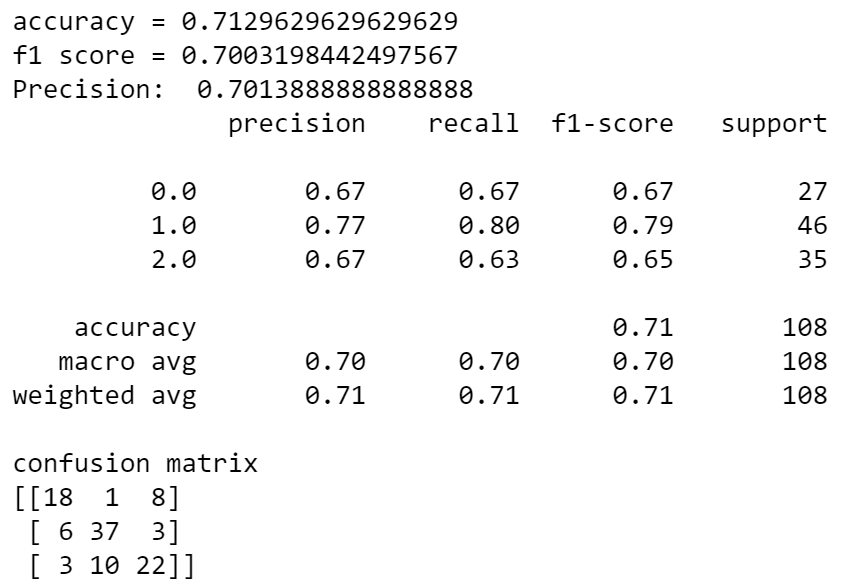 accuracy = 0.7129629629629629
f1 score = 0.7003198442497567
Precision:  0.7013888888888888
              precision    recall  f1-score   support

         0.0       0.67      0.67      0.67        27
         1.0       0.77      0.80      0.79        46
         2.0       0.67      0.63      0.65        35

    accuracy                           0.71       108
   macro avg       0.70      0.70      0.70       108
weighted avg       0.71      0.71      0.71       108

confusion matrix
[[18  1  8]
 [ 6 37  3]
 [ 3 10 22]]